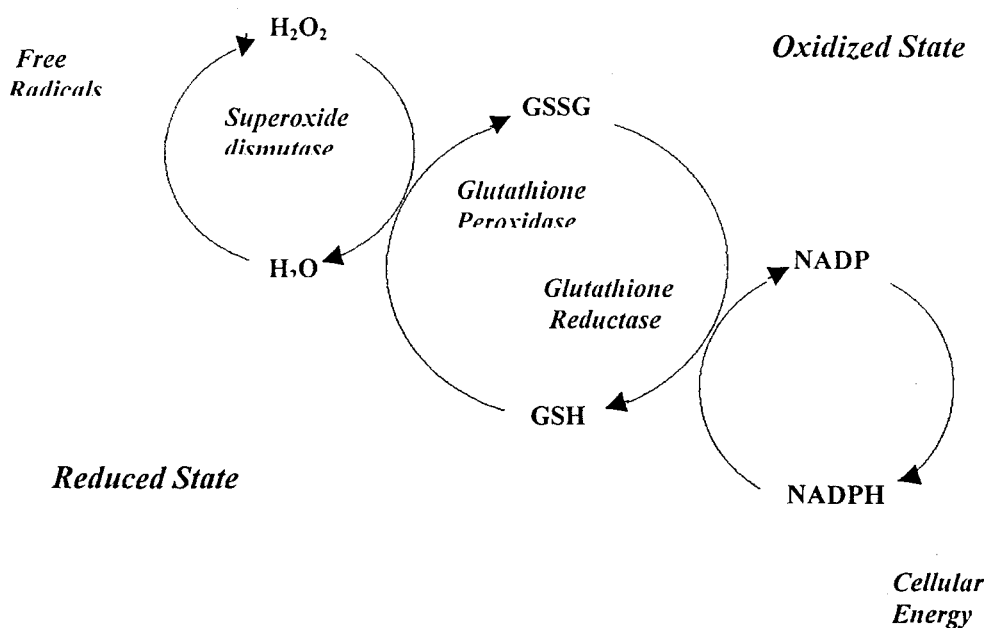 H₂O₂
Oxidized State
Free
Radicals
GSSG
Superoxide
dismutase
Glutathione
Peroxidase
H₂O
NADP
Glutathione
Reductase
GSH
Reduced State
NADPH
Cellular
Energy